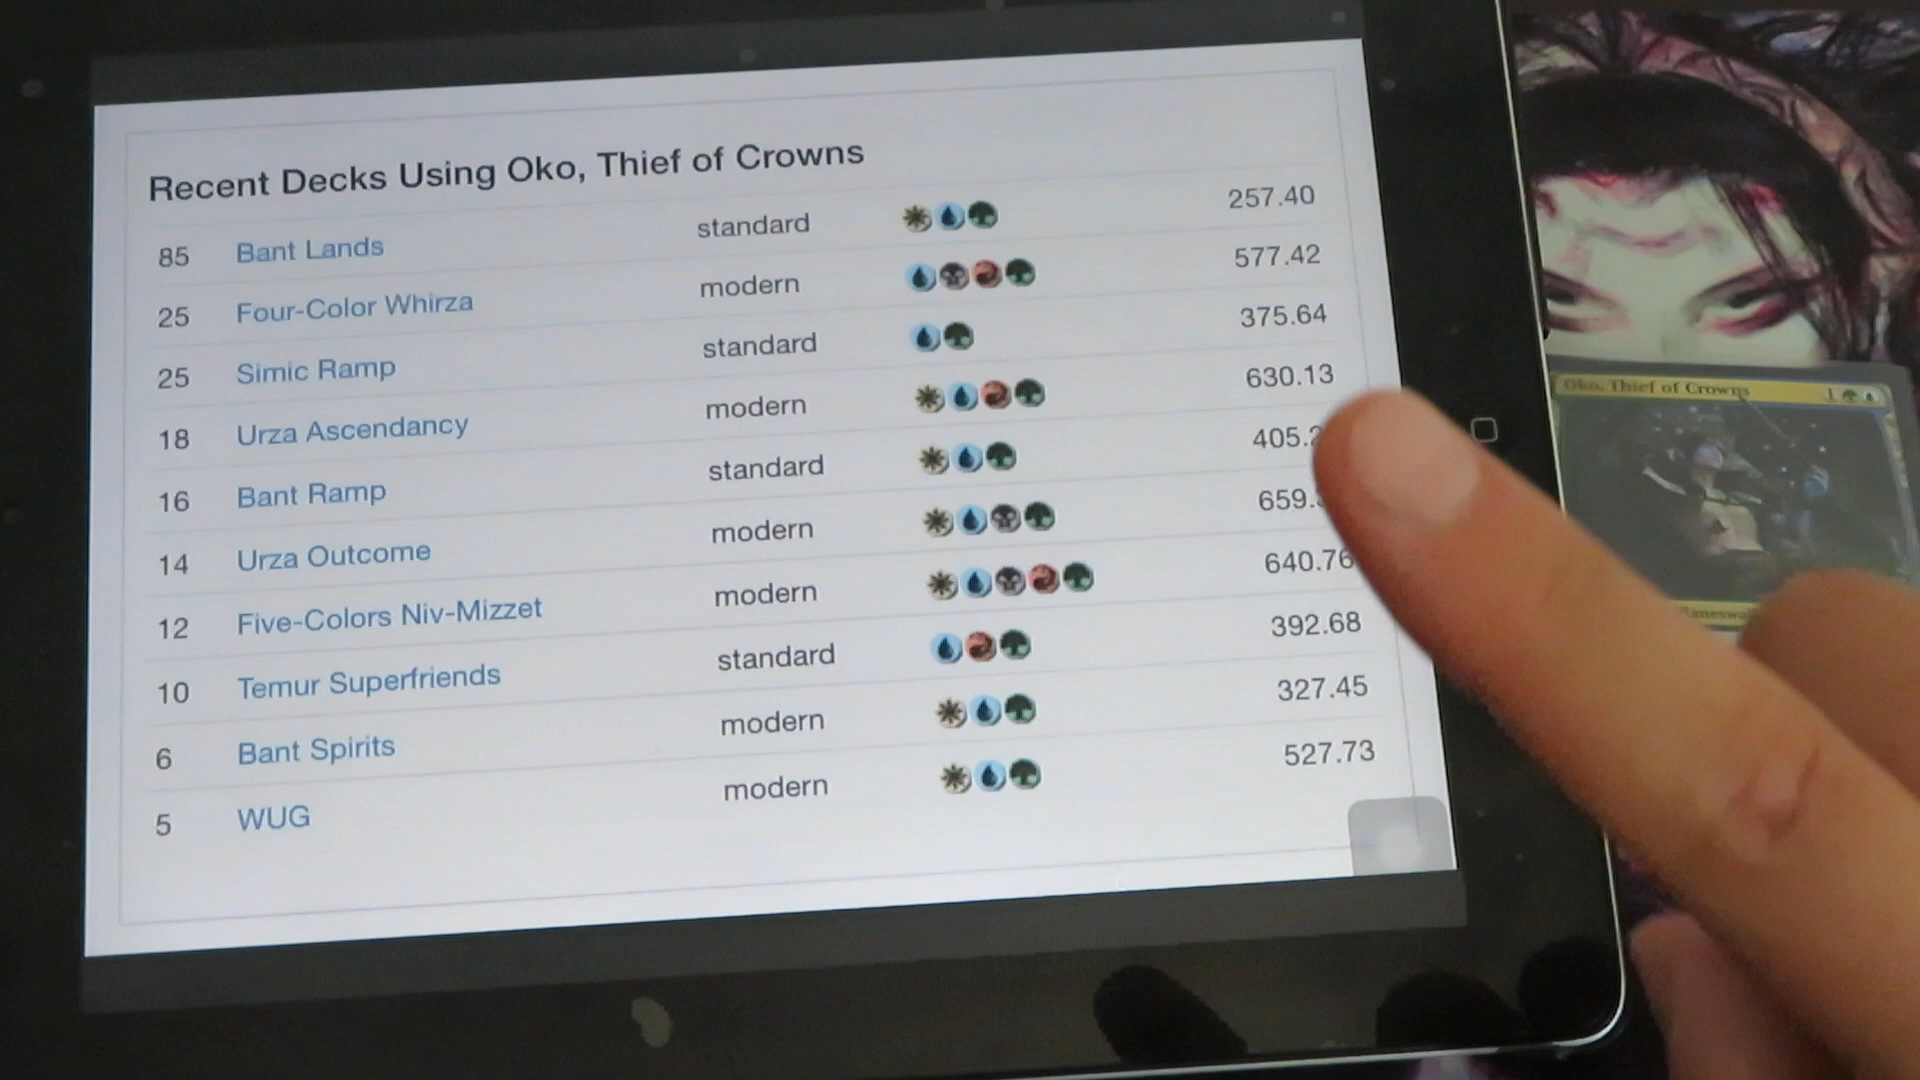 Recent Decks Using Oko, Thief of Crowns
85 Bant Lands standard 257.40
25 Four-Color Whirza modern 577.42
25 Simic Ramp standard 375.64
18 Urza Ascendancy modern 630.13
16 Bant Ramp standard
14 Urza Outcome modern
12 Five-Colors Niv-Mizzet modern 640.76
10 Temur Superfriends standard 392.68
6 Bant Spirits modern 327.45
5 WUG modern 527.73
Oko, Thief of Crowns 1